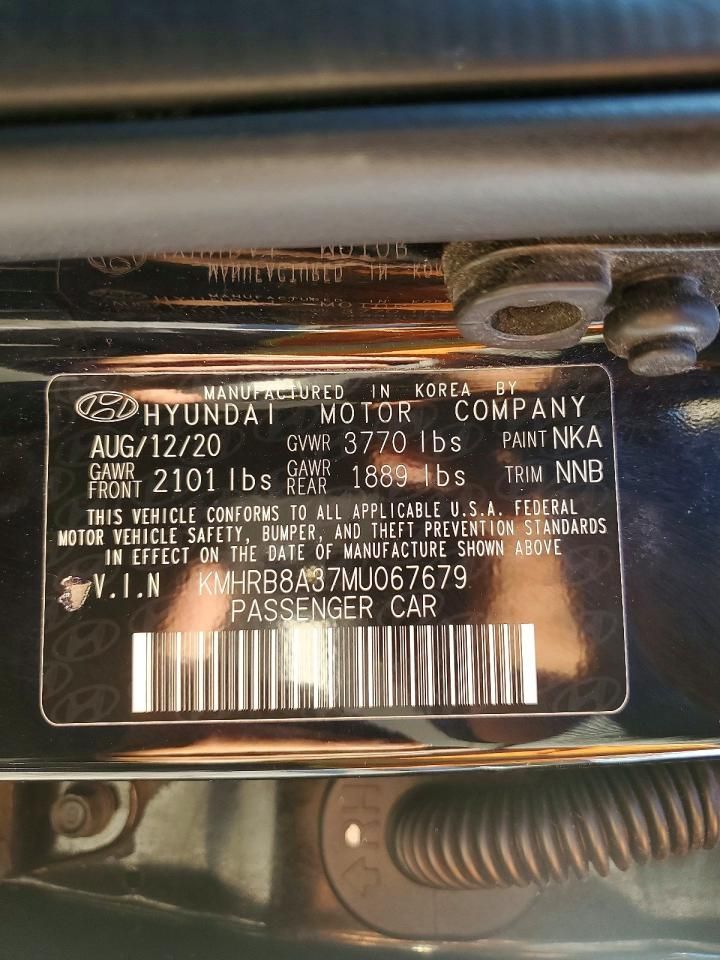 MANUFACTURED IN KOREA BY
HYUNDAI MOTOR COMPANY
AUG/12/20 GVWR 3770 lbs PAINT NKA
GAWR FRONT 2101 lbs GAWR REAR 1889 lbs TRIM NNB
THIS VEHICLE CONFORMS TO ALL APPLICABLE U.S.A. FEDERAL
MOTOR VEHICLE SAFETY, BUMPER, AND THEFT PREVENTION STANDARDS
IN EFFECT ON THE DATE OF MANUFACTURE SHOWN ABOVE
V.I.N KMHRB8A37MU067679
PASSENGER CAR